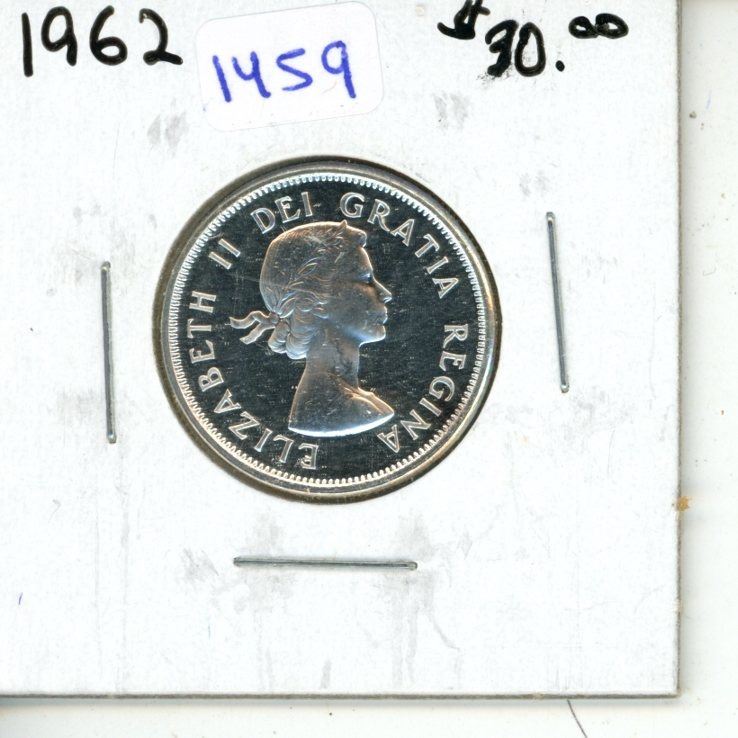 1962
1459
$30.00
ELIZABETH II DEI· GRATIA REGINA